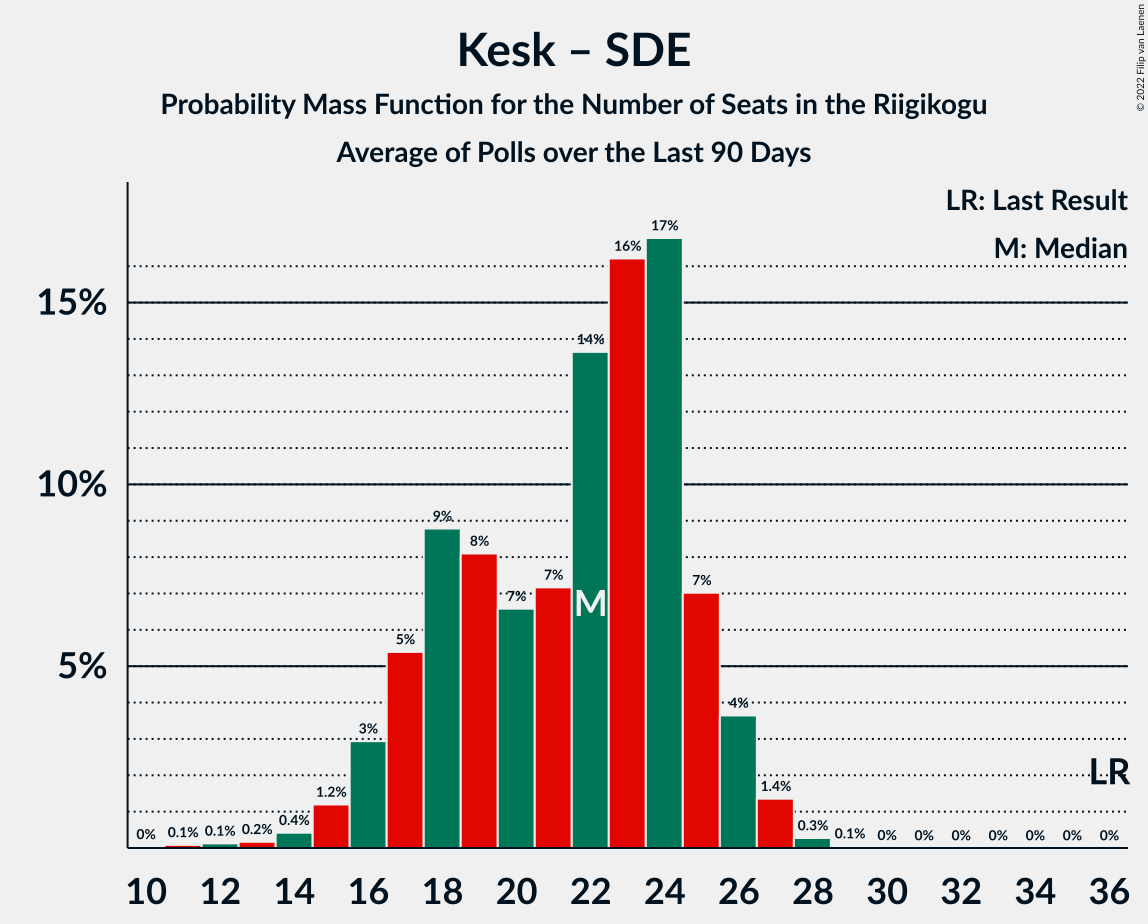 Kesk – SDE
Probability Mass Function for the Number of Seats in the Riigikogu
Average of Polls over the Last 90 Days
© 2022 Filip van Laenen
LR: Last Result
M: Median
15%
10%
5%
0% 0.1% 0.1% 0.2% 0.4% 1.2% 3% 5% 9% 8% 7% 7% 14% 16% 17% 7% 4% 1.4% 0.3% 0.1% 0% 0% 0% 0% 0% 0% 0%
M
LR
10 12 14 16 18 20 22 24 26 28 30 32 34 36